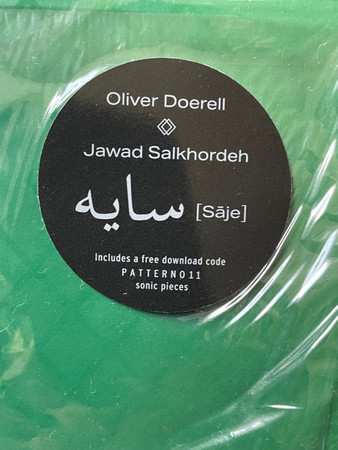 Oliver Doerell
Jawad Salkhordeh
سایه [Sāje]
Includes a free download code
PATTERN011
sonic pieces